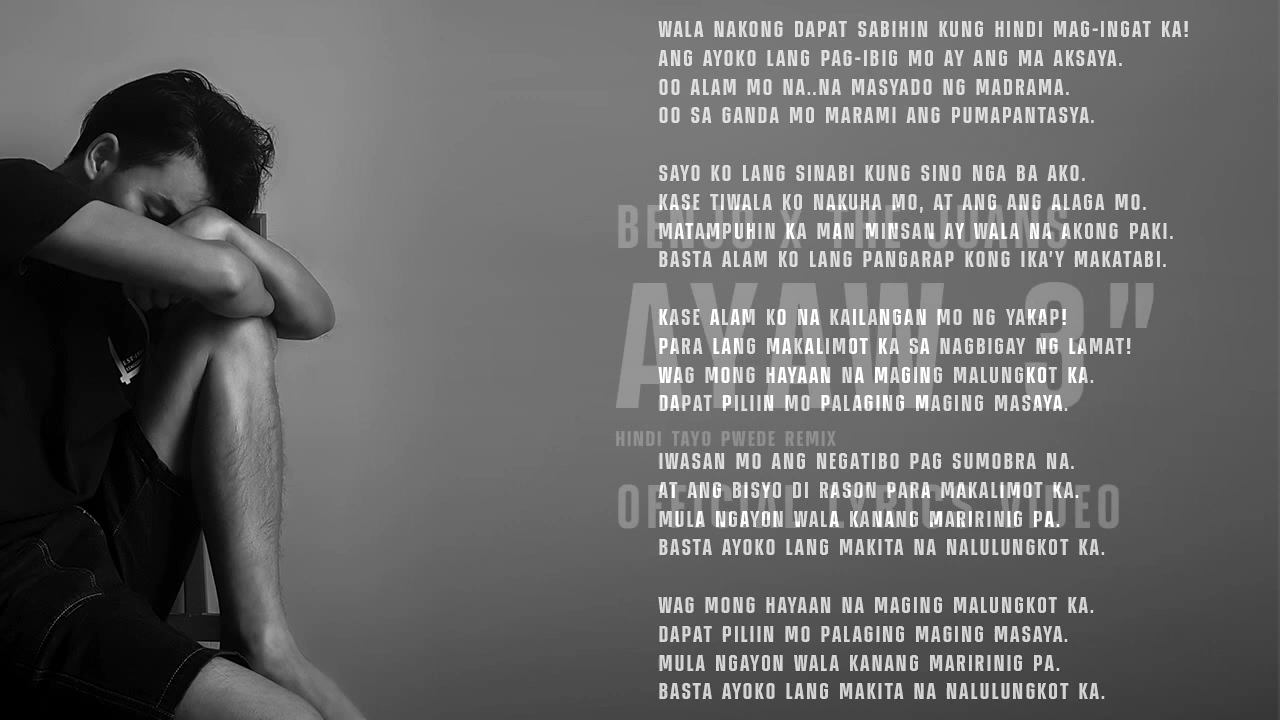 WALA NAKONG DAPAT SABIHIN KUNG HINDI MAG-INGAT KA!
ANG AYOKO LANG PAG-IBIG MO AY ANG MA AKSAYA.
OO ALAM MO NA..NA MASYADO NG MADRAMA.
OO SA GANDA MO MARAMI ANG PUMAPANTASYA.
SAYO KO LANG SINABI KUNG SINO NGA BA AKO.
KASE TIWALA KO NAKUHA MO, AT ANG ANG ALAGA MO.
BENJO X THE JUANS
MATAMPUHIN KA MAN MINSAN AY WALA NA AKONG PAKI.
BASTA ALAM KO LANG PANGARAP KONG IKA'Y MAKATABI.
KASE ALAM KO NA KAILANGAN MO NG YAKAP!
AYAW 3"
PARA LANG MAKALIMOT KA SA NAGBIGAY NG LAMAT!
WAG MONG HAYAAN NA MAGING MALUNGKOT KA.
DAPAT PILIIN MO PALAGING MAGING MASAYA.
HINDI TAYO PWEDE REMIX
IWASAN MO ANG NEGATIBO PAG SUMOBRA NA.
AT ANG BISYO DI RASON PARA MAKALIMOT KA.
OFFICIAL LYRICS VIDEO
MULA NGAYON WALA KANANG MARIRINIG PA.
BASTA AYOKO LANG MAKITA NA NALULUNGKOT KA.
WAG MONG HAYAAN NA MAGING MALUNGKOT KA.
DAPAT PILIIN MO PALAGING MAGING MASAYA.
MULA NGAYON WALA KANANG MARIRINIG PA.
BASTA AYOKO LANG MAKITA NA NALULUNGKOT KA.